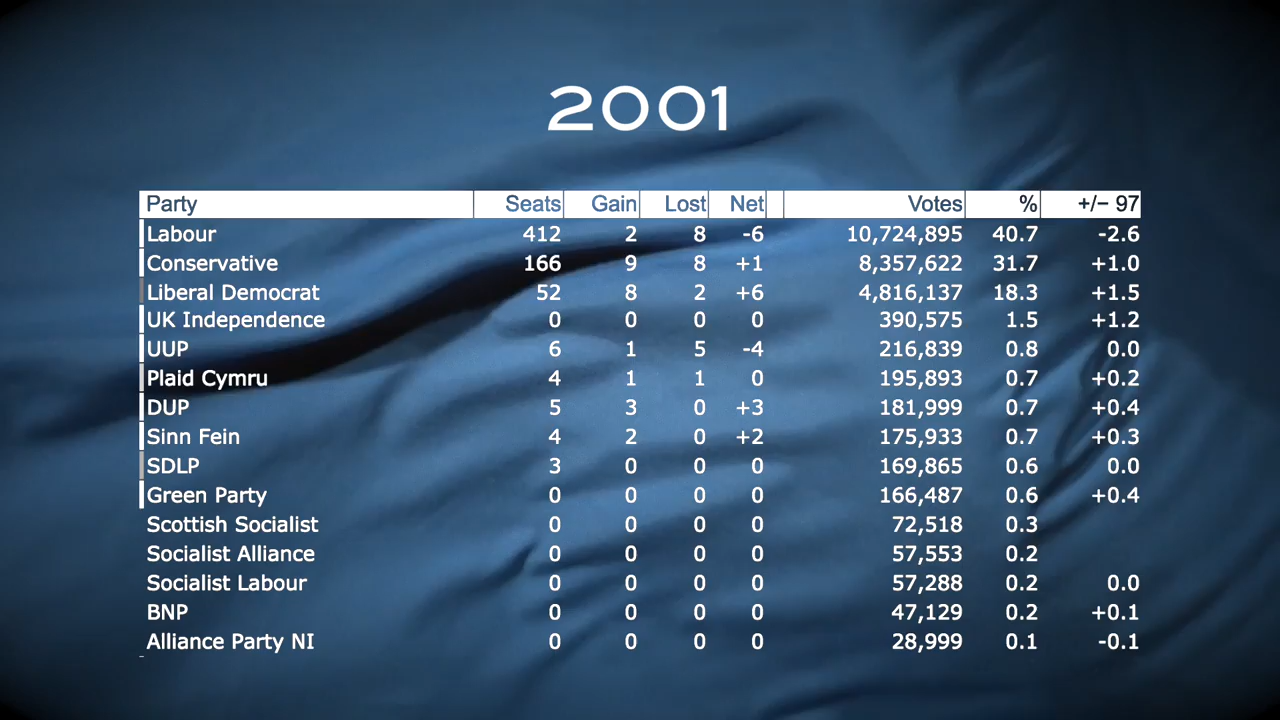 2001
Party Seats Gain Lost Net Votes % +/− 97
Labour 412 2 8 -6 10,724,895 40.7 -2.6
Conservative 166 9 8 +1 8,357,622 31.7 +1.0
Liberal Democrat 52 8 2 +6 4,816,137 18.3 +1.5
UK Independence 0 0 0 0 390,575 1.5 +1.2
UUP 6 1 5 -4 216,839 0.8 0.0
Plaid Cymru 4 1 1 0 195,893 0.7 +0.2
DUP 5 3 0 +3 181,999 0.7 +0.4
Sinn Fein 4 2 0 +2 175,933 0.7 +0.3
SDLP 3 0 0 0 169,865 0.6 0.0
Green Party 0 0 0 0 166,487 0.6 +0.4
Scottish Socialist 0 0 0 0 72,518 0.3
Socialist Alliance 0 0 0 0 57,553 0.2
Socialist Labour 0 0 0 0 57,288 0.2 0.0
BNP 0 0 0 0 47,129 0.2 +0.1
Alliance Party NI 0 0 0 0 28,999 0.1 -0.1